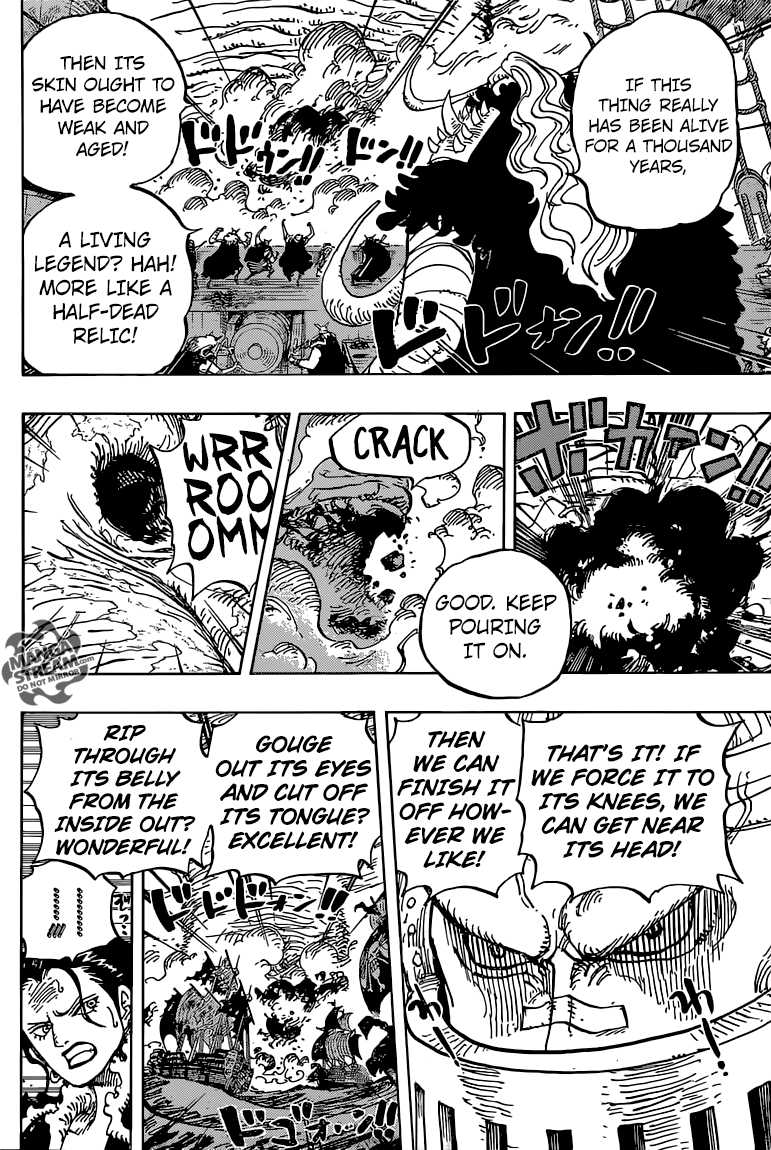 IF THIS
THING REALLY
HAS BEEN ALIVE
FOR A THOUSAND
YEARS,
THEN ITS
SKIN OUGHT TO
HAVE BECOME
WEAK AND
AGED!
A LIVING
LEGEND? HAH!
MORE LIKE A
HALF-DEAD
RELIC!
ドドゥン!!
ドン!!
ドドォン!!
ボカァン!!
CRACK
GOOD. KEEP
POURING
IT ON.
WRR
ROO
OMM
MANGA
STREAM.com
DO NOT MIRROR!
THAT'S IT! IF
WE FORCE IT TO
ITS KNEES, WE
CAN GET NEAR
ITS HEAD!
THEN
WE CAN
FINISH IT
OFF HOW-
EVER WE
LIKE!
GOUGE
OUT ITS EYES
AND CUT OFF
ITS TONGUE?
EXCELLENT!
RIP
THROUGH
ITS BELLY
FROM THE
INSIDE OUT?
WONDERFUL!
ドドドォン!!
ドゴォォン!!